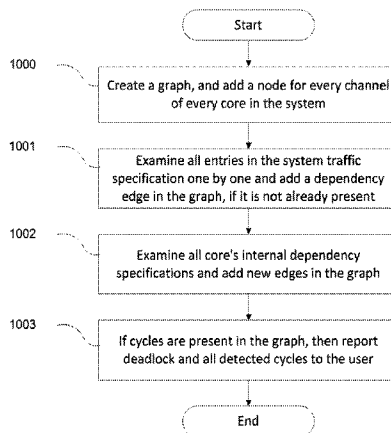 Start
1000
Create a graph, and add a node for every channel
of every core in the system
1001
Examine all entries in the system traffic
specification one by one and add a dependency
edge in the graph, if it is not already present
1002
Examine all core's internal dependency
specifications and add new edges in the graph
1003
If cycles are present in the graph, then report
deadlock and all detected cycles to the user
End